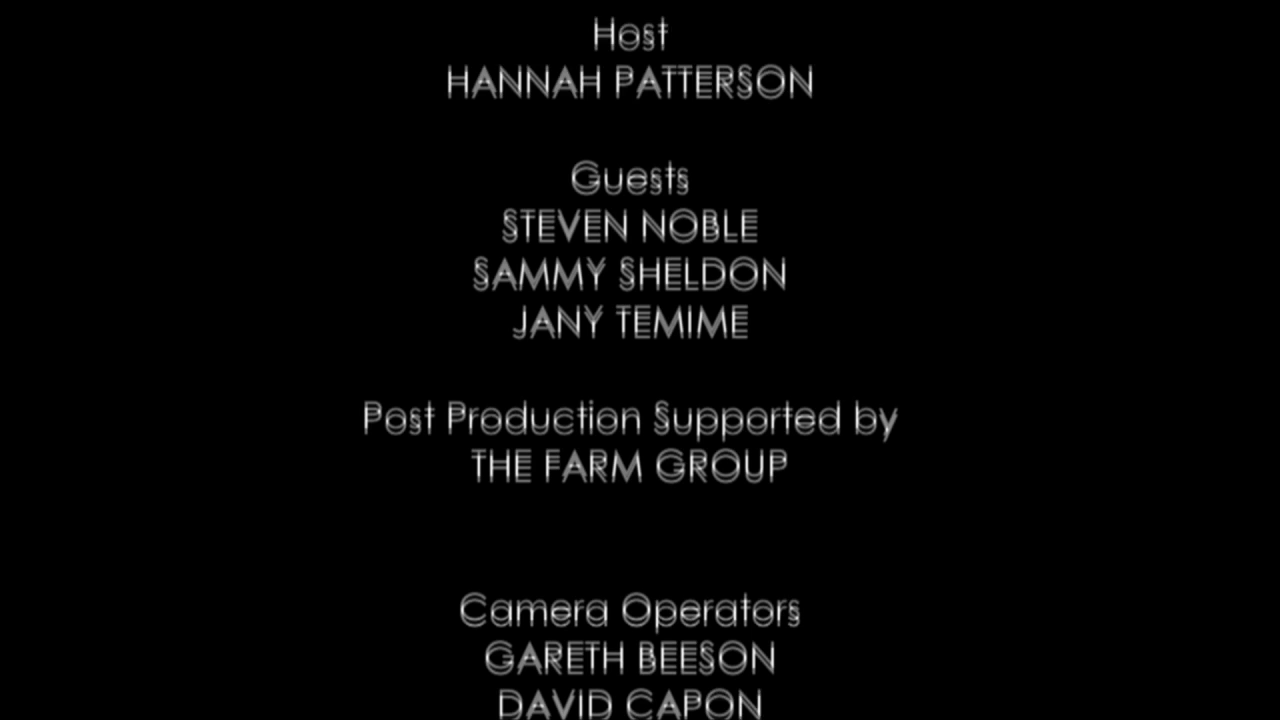 Host
HANNAH PATTERSON
Guests
STEVEN NOBLE
SAMMY SHELDON
JANY TEMIME
Post Production Supported by
THE FARM GROUP
Camera Operators
GARETH BEESON
DAVID CAPON